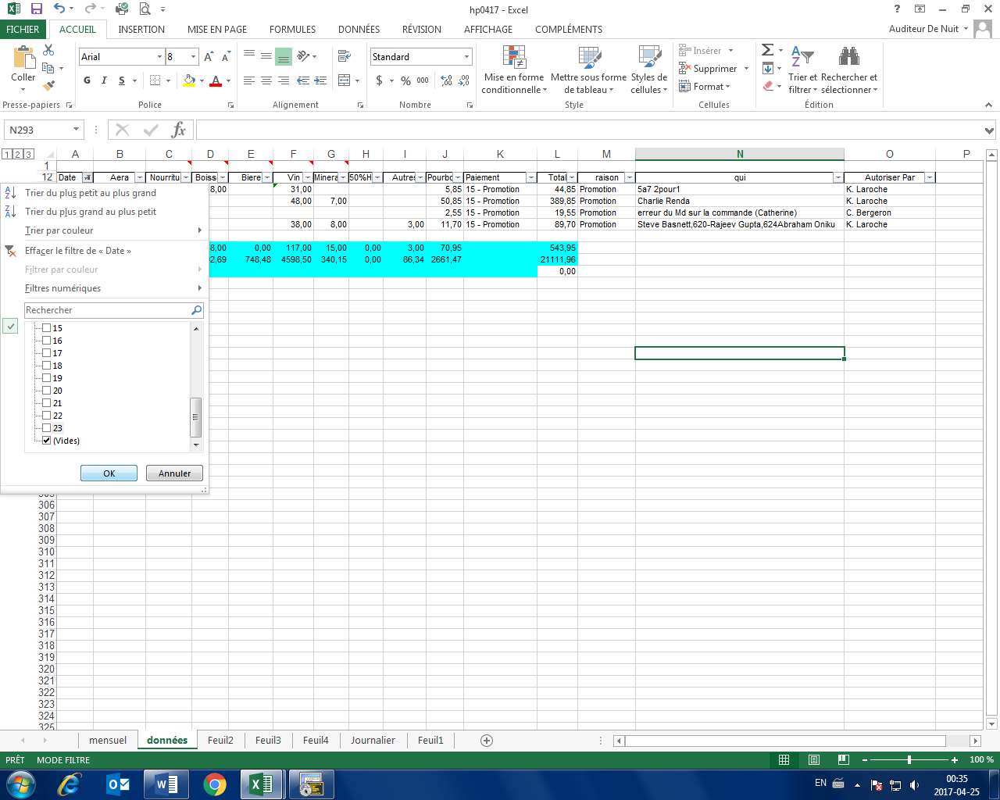 hp0417 - Excel
FICHIER ACCUEIL INSERTION MISE EN PAGE FORMULES DONNÉES RÉVISION AFFICHAGE COMPLÉMENTS Auditeur De Nuit
Arial 8 Standard
Coller
G I S $ % 000
Mise en forme conditionnelle
Mettre sous forme de tableau
Styles de cellules
Insérer
Supprimer
Format
Trier et filtrer
Rechercher et sélectionner
Presse-papiers Police Alignement Nombre Style Cellules Édition
N293 fx
1 2 3 A B C D E F G H I J K L M N O P
1
12 Date Aera Nourritu Boiss Biere Vin Minera 50%H Autres Pourbo Paiement Total raison qui Autoriser Par
8,00 31,00 5,85 15 - Promotion 44,85 Promotion 5a7 2pour1 K. Laroche
48,00 7,00 50,85 15 - Promotion 389,85 Promotion Charlie Renda K. Laroche
2,55 15 - Promotion 19,55 Promotion erreur du Md sur la commande (Catherine) C. Bergeron
38,00 8,00 3,00 11,70 15 - Promotion 89,70 Promotion Steve Basnett,620-Rajeev Gupta,624Abraham Oniku K. Laroche
8,00 0,00 117,00 15,00 0,00 3,00 70,95 543,95
2,69 748,48 4598,50 340,15 0,00 86,34 2661,47 21111,96
0,00
Trier du plus petit au plus grand
Trier du plus grand au plus petit
Trier par couleur
Effacer le filtre de « Date »
Filtrer par couleur
Filtres numériques
Rechercher
15
16
17
18
19
20
21
22
23
(Vides)
OK Annuler
305
306
307
308
309
310
311
312
313
314
315
316
317
318
319
320
321
322
323
324
325
mensuel données Feuil2 Feuil3 Feuil4 Journalier Feuil1
PRÊT MODE FILTRE 100 %
EN 00:35
2017-04-25